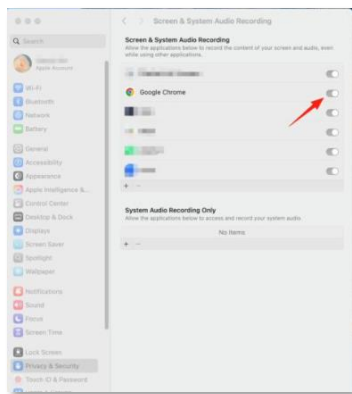 Screen & System Audio Recording
Search
Apple Account
Wi-Fi
Bluetooth
Network
Battery
General
Accessibility
Appearance
Apple Intelligence &...
Control Center
Desktop & Dock
Displays
Screen Saver
Spotlight
Wallpaper
Notifications
Sound
Focus
Screen Time
Lock Screen
Privacy & Security
Touch ID & Password
Screen & System Audio Recording
Allow the applications below to record the content of your screen and audio, even
while using other applications.
Google Chrome
System Audio Recording Only
Allow the applications below to access and record your system audio.
No Items